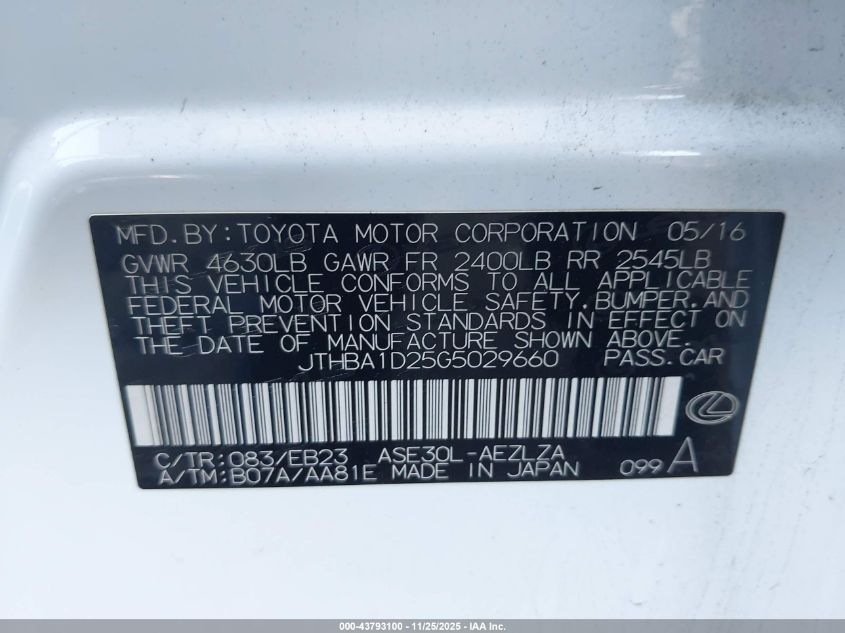 MFD.BY:TOYOTA MOTOR CORPORATION 05/16
GVWR 4630LB GAWR FR 2400LB RR 2545LB
THIS VEHICLE CONFORMS TO ALL APPLICABLE
FEDERAL MOTOR VEHICLE SAFETY,BUMPER,AND
THEFT PREVENTION STANDARDS IN EFFECT ON
THE DATE OF MANUFACTURE SHOWN ABOVE.
JTHBA1D25G5029660 PASS.CAR
C/TR:083/EB23 ASE30L-AEZLZA
A/TM:B07A/AA81E MADE IN JAPAN 099 A
000-43793100 - 11/25/2025 - IAA Inc.